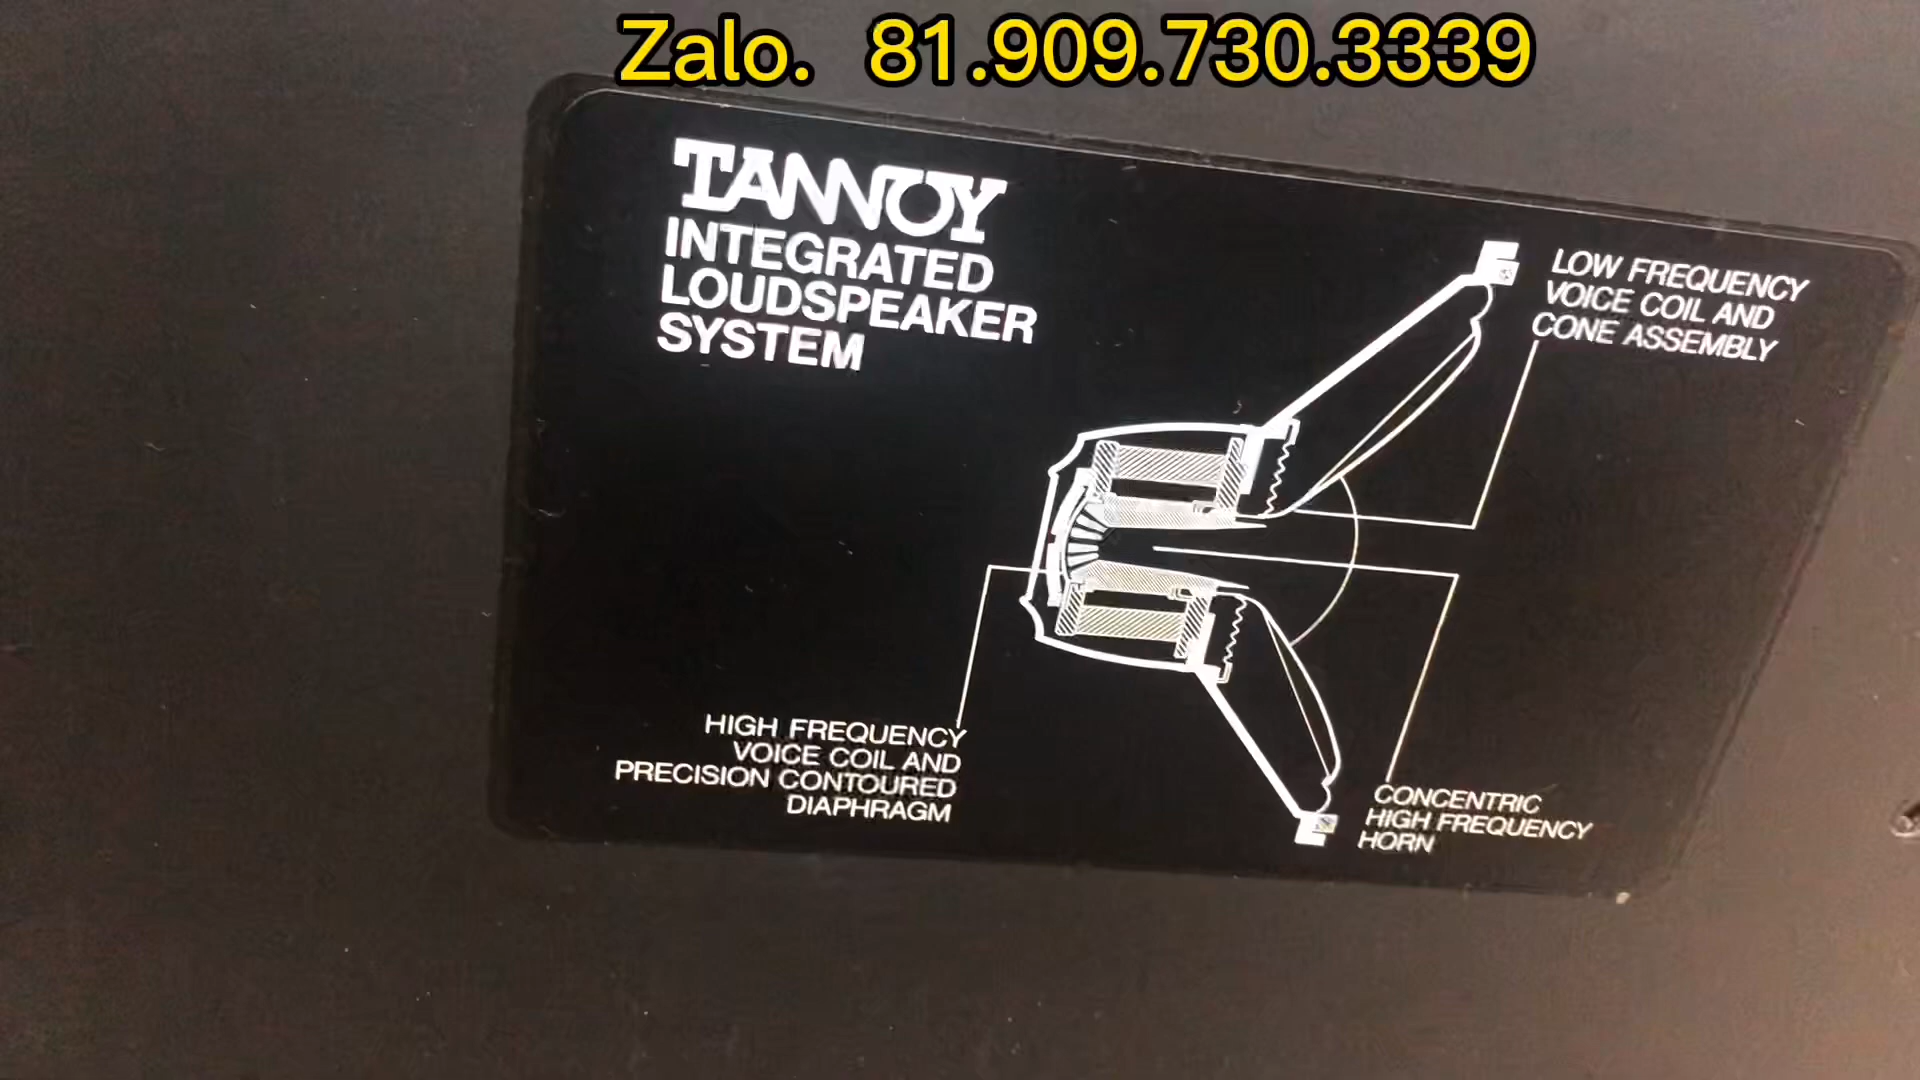 Zalo. 81.909.730.3339
TANNOY
INTEGRATED
LOUDSPEAKER
SYSTEM
LOW FREQUENCY
VOICE COIL AND
CONE ASSEMBLY
HIGH FREQUENCY
VOICE COIL AND
PRECISION CONTOURED
DIAPHRAGM
CONCENTRIC
HIGH FREQUENCY
HORN